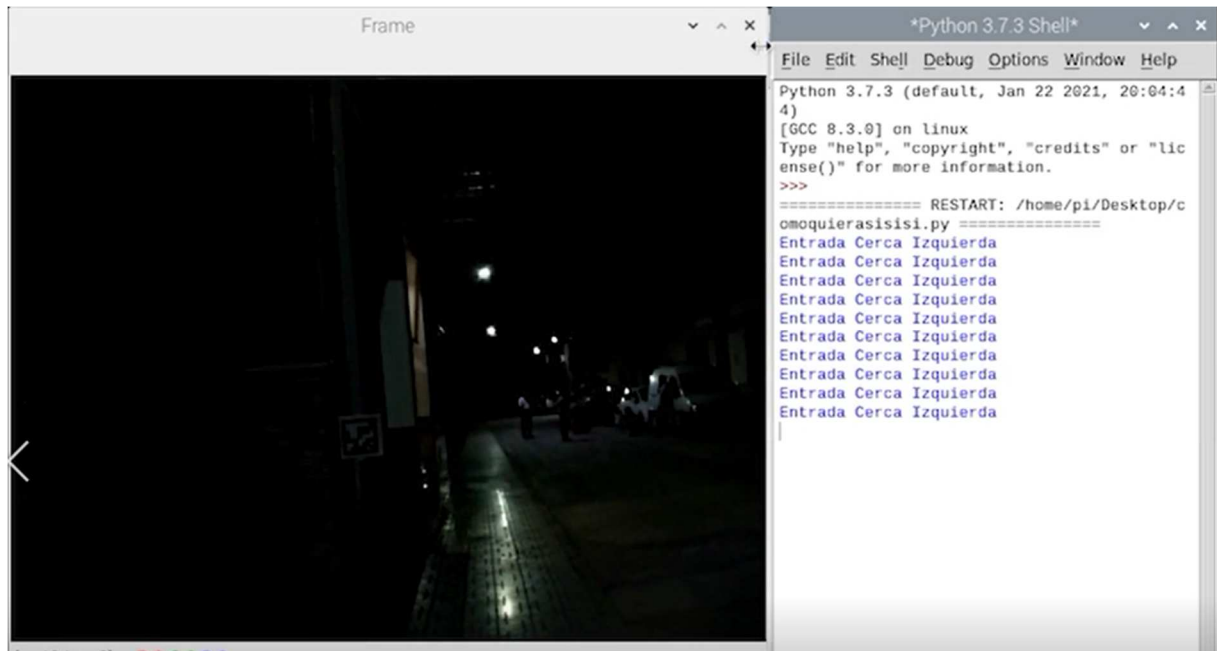 Frame
*Python 3.7.3 Shell*
File Edit Shell Debug Options Window Help
Python 3.7.3 (default, Jan 22 2021, 20:04:4
4)
[GCC 8.3.0] on linux
Type "help", "copyright", "credits" or "lic
ense()" for more information.
>>>
=============== RESTART: /home/pi/Desktop/c
omoquierasisisi.py ===============
Entrada Cerca Izquierda
Entrada Cerca Izquierda
Entrada Cerca Izquierda
Entrada Cerca Izquierda
Entrada Cerca Izquierda
Entrada Cerca Izquierda
Entrada Cerca Izquierda
Entrada Cerca Izquierda
Entrada Cerca Izquierda
Entrada Cerca Izquierda